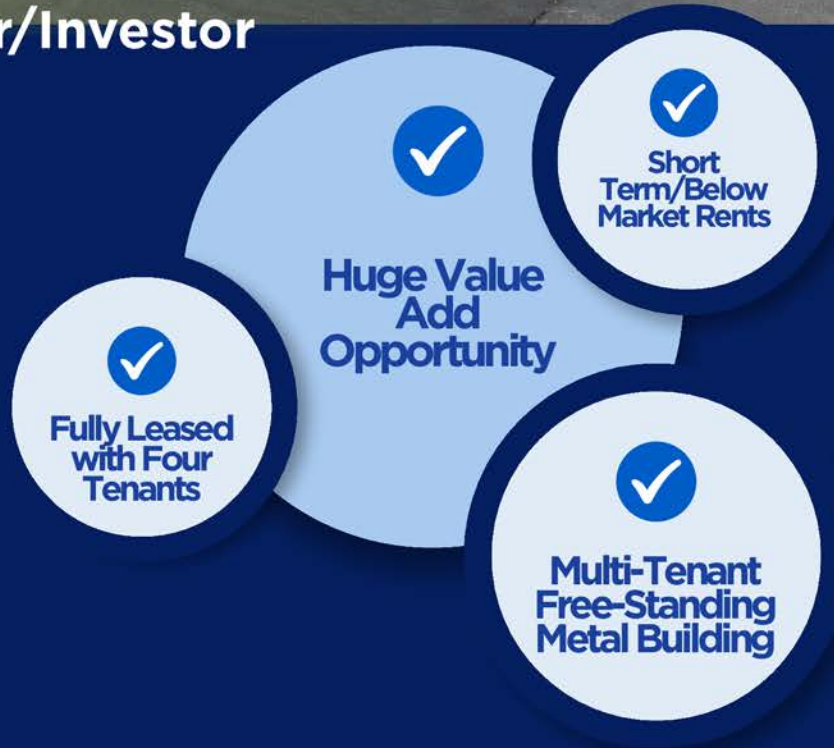 r/Investor
Short
Term/Below
Market Rents
Huge Value
Add
Opportunity
Fully Leased
with Four
Tenants
Multi-Tenant
Free-Standing
Metal Building